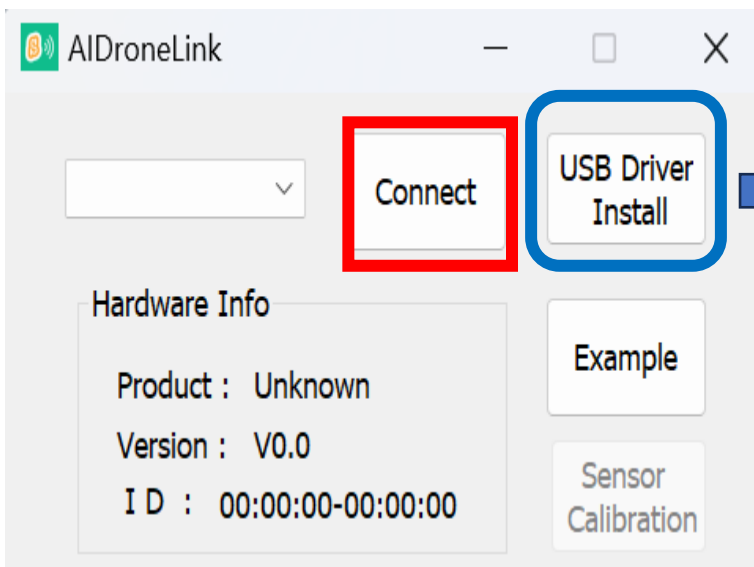 AIDroneLink
Connect
USB Driver
Install
Hardware Info
Product : Unknown
Version : V0.0
I D : 00:00:00-00:00:00
Example
Sensor
Calibration